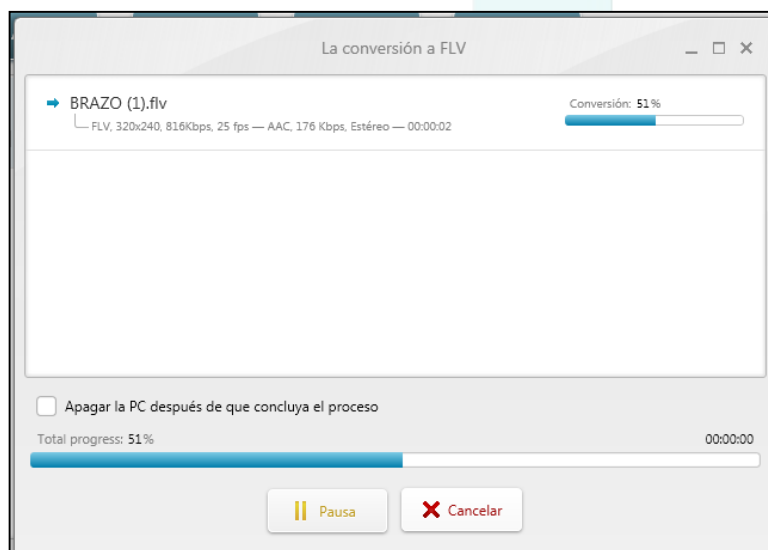 La conversión a FLV
BRAZO (1).flv
Conversión: 51%
FLV, 320x240, 816Kbps, 25 fps — AAC, 176 Kbps, Estéreo — 00:00:02
Apagar la PC después de que concluya el proceso
Total progress: 51%
00:00:00
Pausa
Cancelar